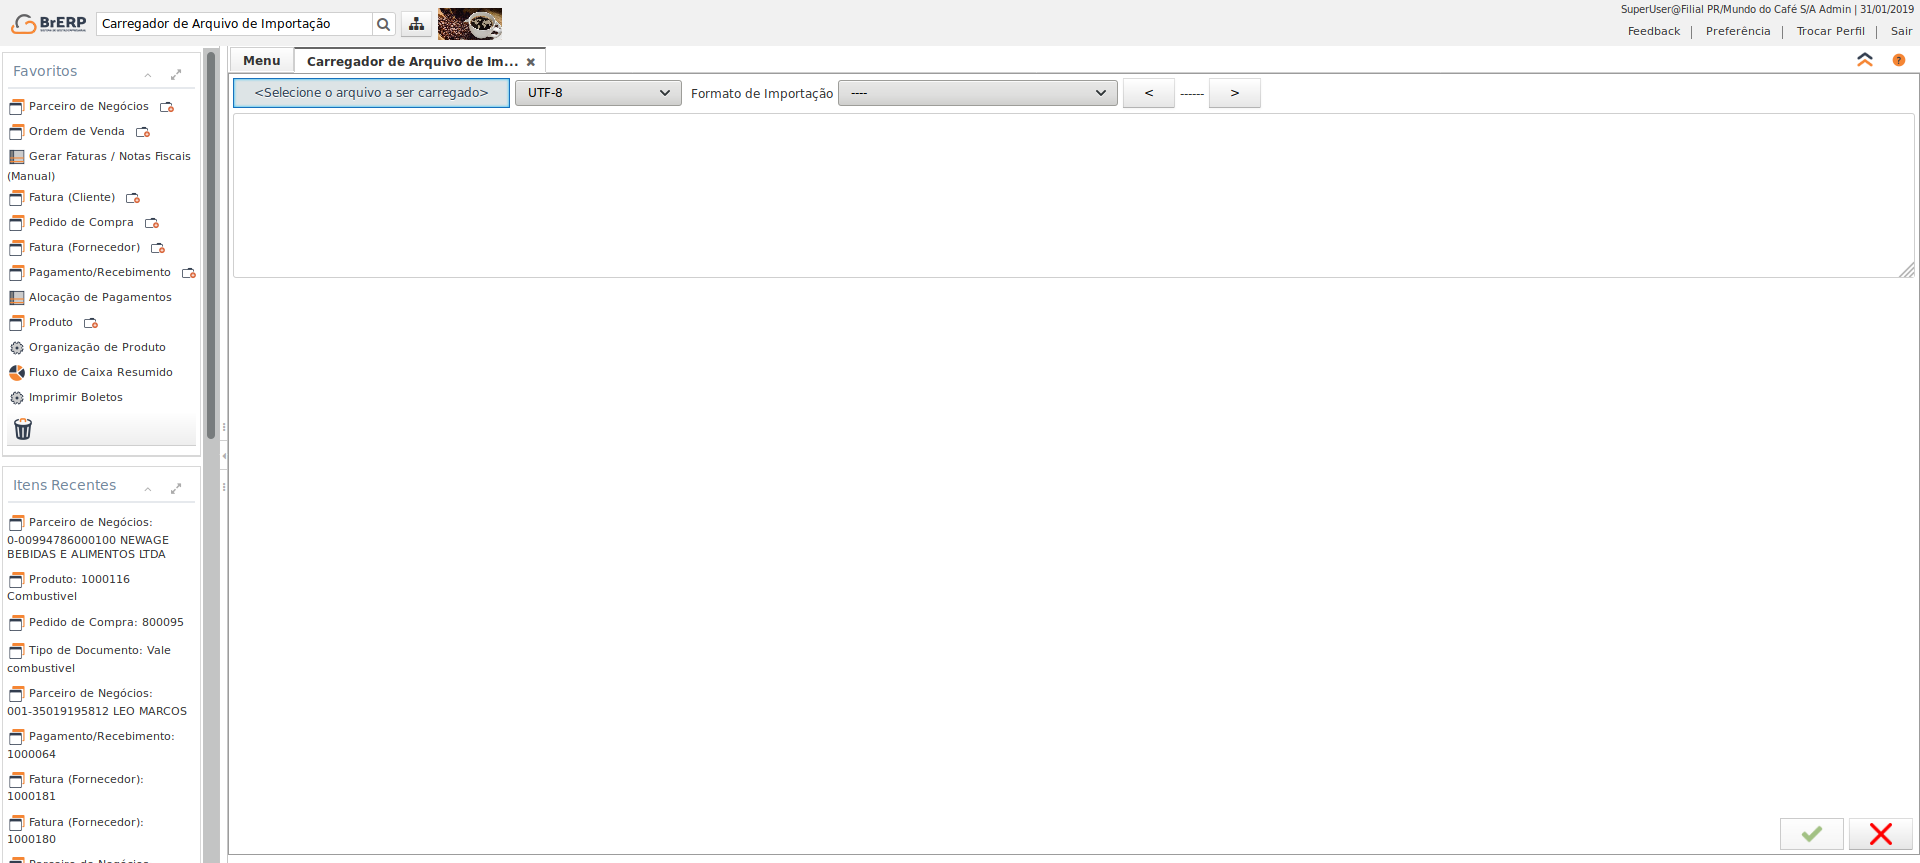 BrERP
Carregador de Arquivo de Importação
SuperUser@Filial PR/Mundo do Café S/A Admin | 31/01/2019
Feedback | Preferência | Trocar Perfil | Sair
Favoritos
Parceiro de Negócios
Ordem de Venda
Gerar Faturas / Notas Fiscais
(Manual)
Fatura (Cliente)
Pedido de Compra
Fatura (Fornecedor)
Pagamento/Recebimento
Alocação de Pagamentos
Produto
Organização de Produto
Fluxo de Caixa Resumido
Imprimir Boletos
Itens Recentes
Parceiro de Negócios:
0-00994786000100 NEWAGE
BEBIDAS E ALIMENTOS LTDA
Produto: 1000116
Combustivel
Pedido de Compra: 800095
Tipo de Documento: Vale
combustivel
Parceiro de Negócios:
001-35019195812 LEO MARCOS
Pagamento/Recebimento:
1000064
Fatura (Fornecedor):
1000181
Fatura (Fornecedor):
1000180
Parceiro de Negócios
Menu
Carregador de Arquivo de Im...
?
<Selecione o arquivo a ser carregado> UTF-8 Formato de Importação ---- < ------ >